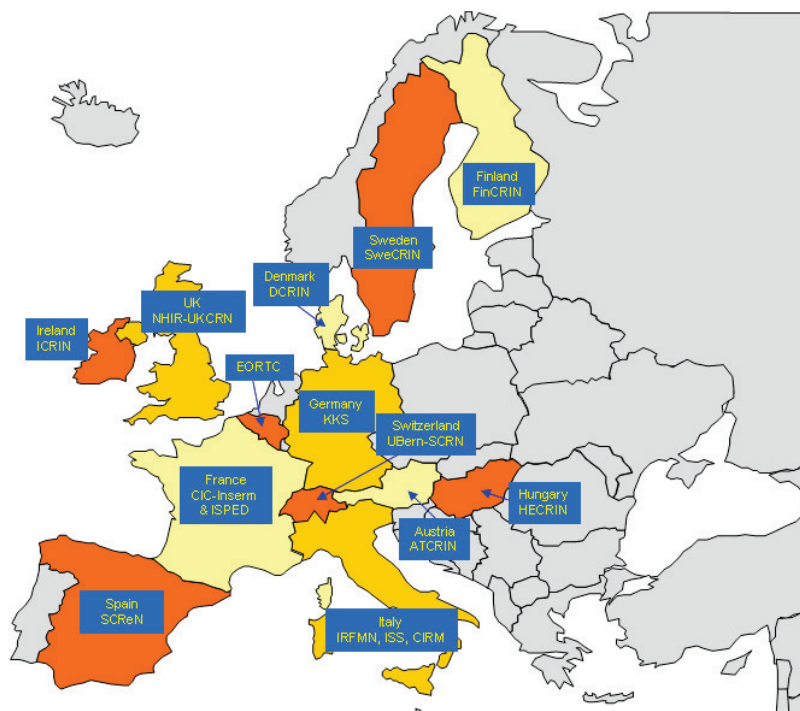 Finland
FinCRIN
Sweden
SweCRIN
Denmark
DCRIN
UK
NHIR-UKCRN
Ireland
ICRIN
EORTC
Germany
KKS
Switzerland
UBern-SCRN
France
CIC-Inserm
& ISPED
Hungary
HECRIN
Austria
ATCRIN
Spain
SCReN
Italy
IRFMN, ISS, CIRM